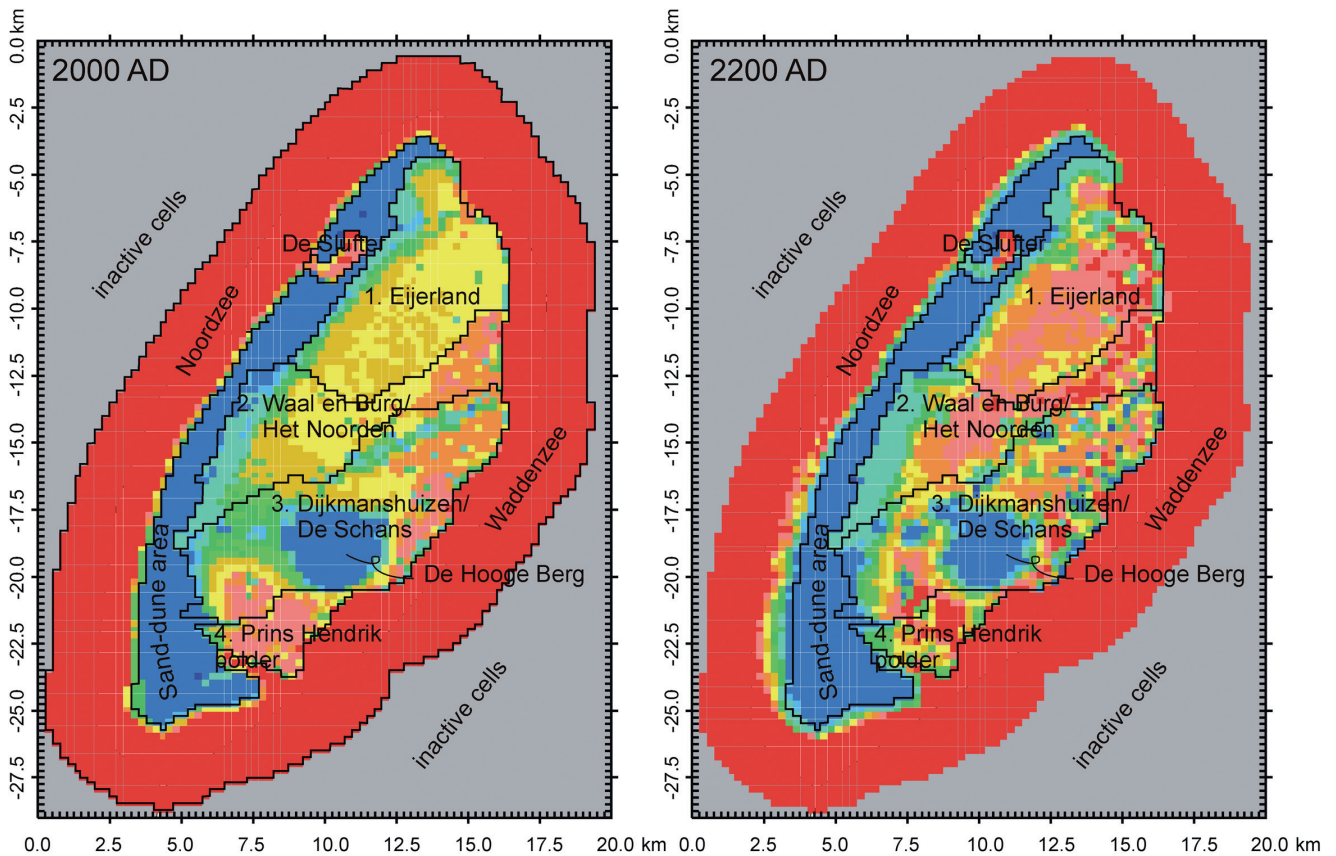 0.0 km
-2.5
-5.0
-7.5
-10.0
-12.5
-15.0
-17.5
-20.0
-22.5
-25.0
-27.5
2000 AD
inactive cells
De Slufter
1. Eijerland
Noordzee
2. Waal en Burg/
Het Noorden
Waddenzee
3. Dijkmanshuizen/
De Schans
De Hooge Berg
Sand-dune area
4. Prins Hendrik
polder
inactive cells
0.0 2.5 5.0 7.5 10.0 12.5 15.0 17.5 20.0 km
0.0 km
-2.5
-5.0
-7.5
-10.0
-12.5
-15.0
-17.5
-20.0
-22.5
-25.0
-27.5
2200 AD
inactive cells
De Slufter
1. Eijerland
Noordzee
2. Waal en Burg/
Het Noorden
Waddenzee
3. Dijkmanshuizen/
De Schans
De Hooge Berg
Sand-dune area
4. Prins Hendrik
polder
inactive cells
0.0 2.5 5.0 7.5 10.0 12.5 15.0 17.5 20.0 km